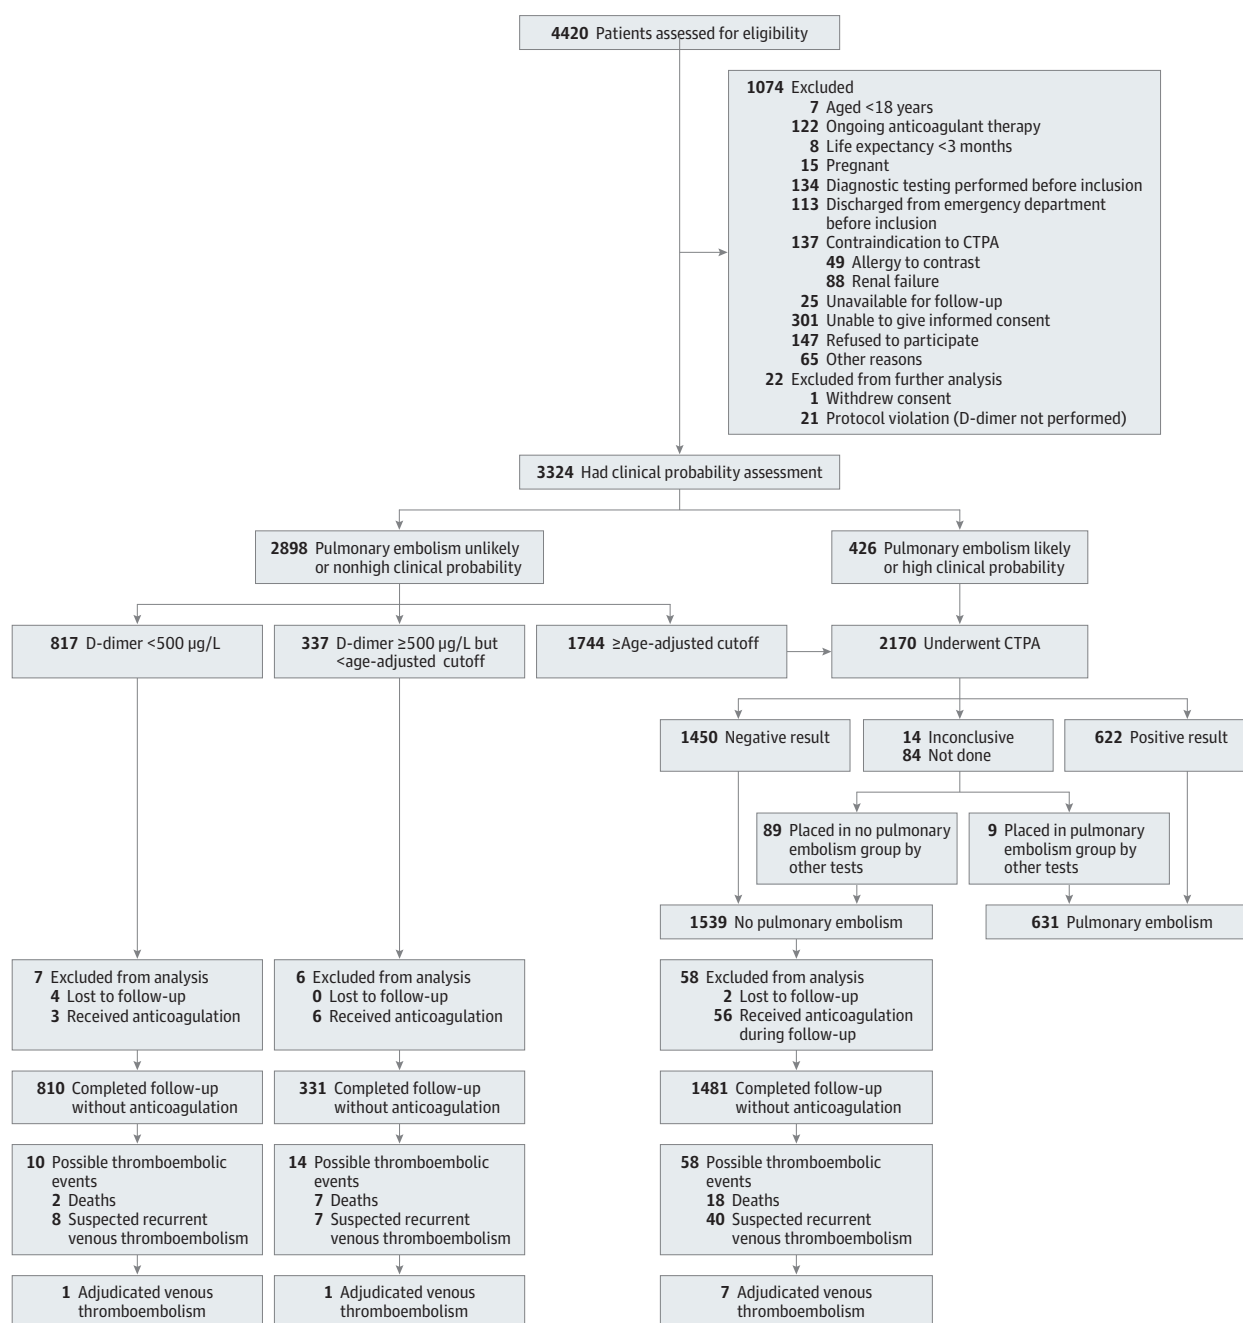 4420 Patients assessed for eligibility
1074 Excluded
7 Aged <18 years
122 Ongoing anticoagulant therapy
8 Life expectancy <3 months
15 Pregnant
134 Diagnostic testing performed before inclusion
113 Discharged from emergency department
before inclusion
137 Contraindication to CTPA
49 Allergy to contrast
88 Renal failure
25 Unavailable for follow-up
301 Unable to give informed consent
147 Refused to participate
65 Other reasons
22 Excluded from further analysis
1 Withdrew consent
21 Protocol violation (D-dimer not performed)
3324 Had clinical probability assessment
2898 Pulmonary embolism unlikely
or nonhigh clinical probability
426 Pulmonary embolism likely
or high clinical probability
817 D-dimer <500 µg/L
337 D-dimer ≥500 µg/L but
<age-adjusted cutoff
1744 ≥Age-adjusted cutoff
2170 Underwent CTPA
1450 Negative result
14 Inconclusive
84 Not done
622 Positive result
89 Placed in no pulmonary
embolism group by
other tests
9 Placed in pulmonary
embolism group by
other tests
1539 No pulmonary embolism
631 Pulmonary embolism
7 Excluded from analysis
4 Lost to follow-up
3 Received anticoagulation
6 Excluded from analysis
0 Lost to follow-up
6 Received anticoagulation
58 Excluded from analysis
2 Lost to follow-up
56 Received anticoagulation
during follow-up
810 Completed follow-up
without anticoagulation
331 Completed follow-up
without anticoagulation
1481 Completed follow-up
without anticoagulation
10 Possible thromboembolic
events
2 Deaths
8 Suspected recurrent
venous thromboembolism
14 Possible thromboembolic
events
7 Deaths
7 Suspected recurrent
venous thromboembolism
58 Possible thromboembolic
events
18 Deaths
40 Suspected recurrent
venous thromboembolism
1 Adjudicated venous
thromboembolism
1 Adjudicated venous
thromboembolism
7 Adjudicated venous
thromboembolism